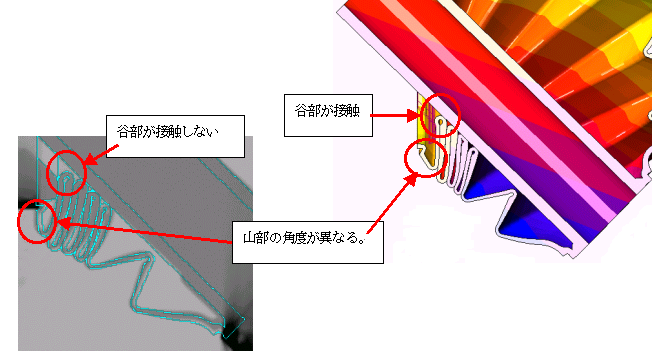 谷部が接触
谷部が接触しない
山部の角度が異なる。